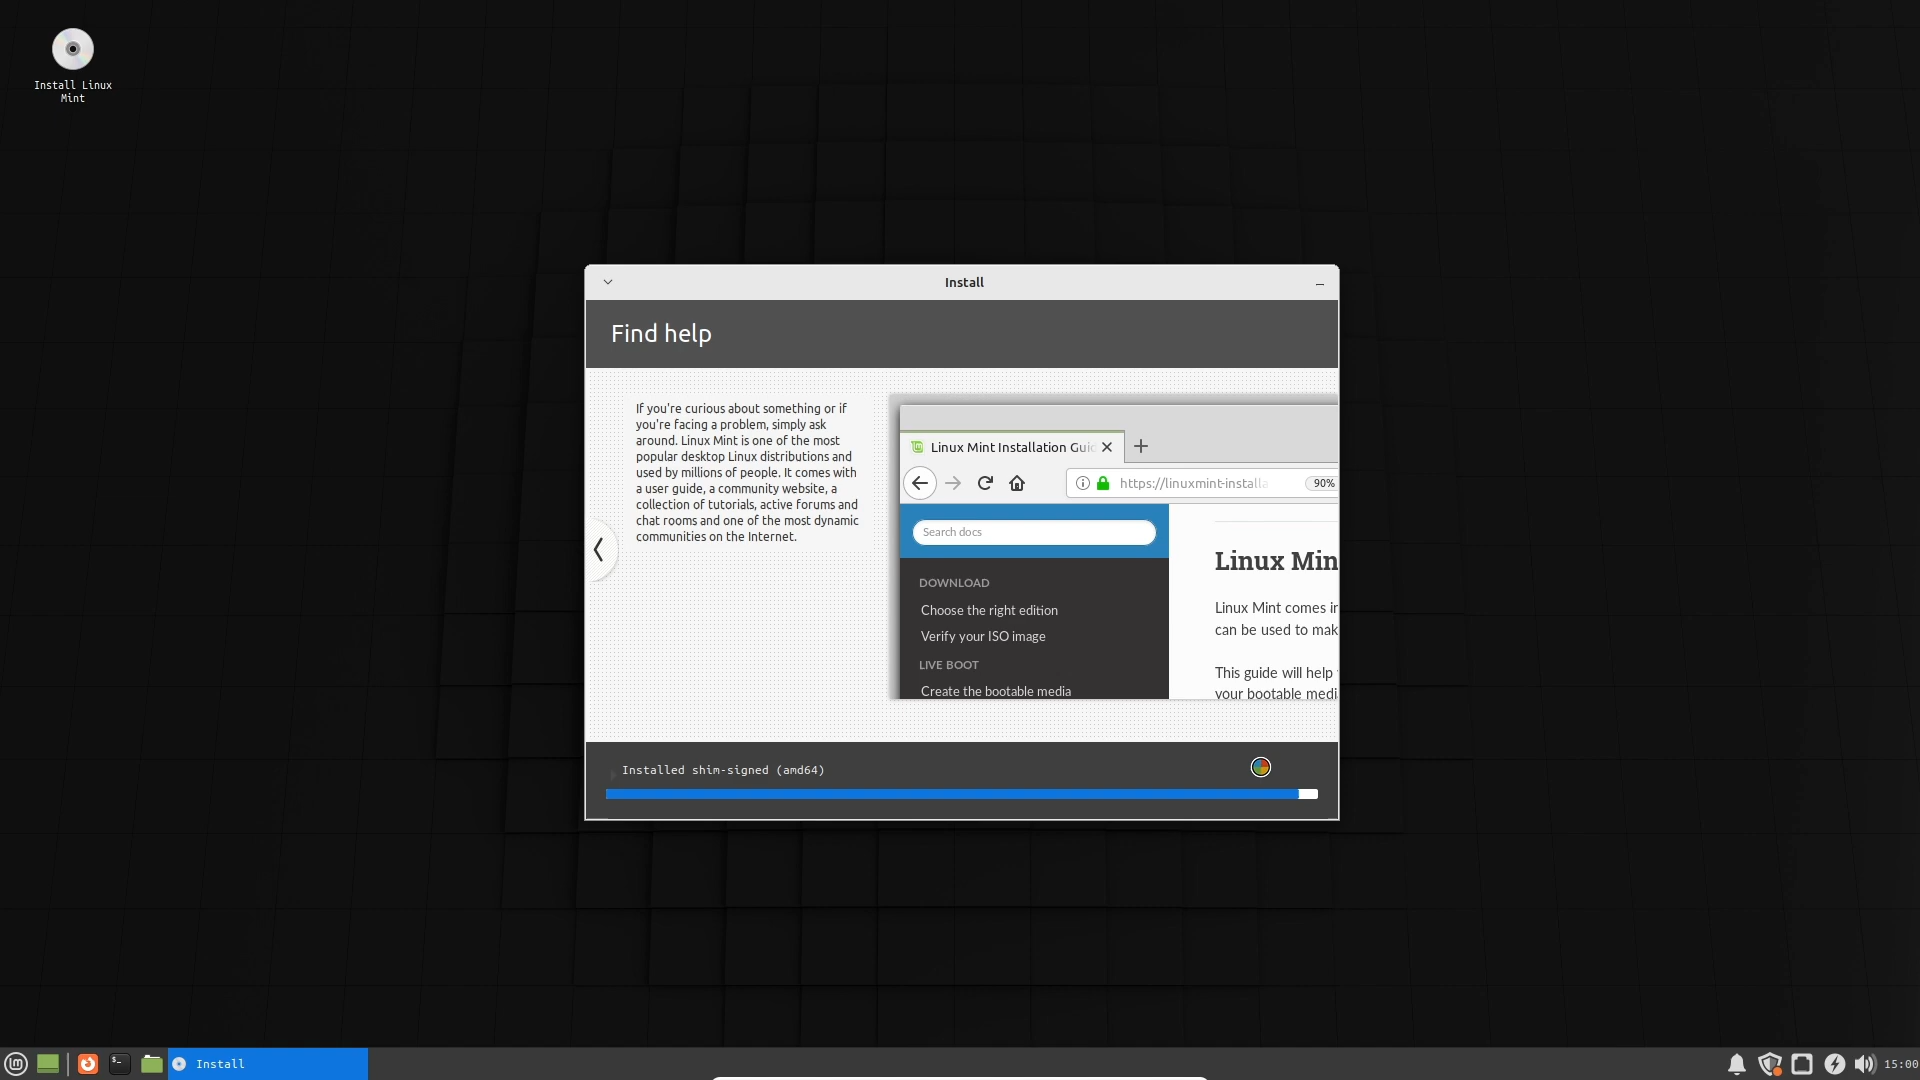 Install Linux
Mint
Install
Find help
If you're curious about something or if
you're facing a problem, simply ask
around. Linux Mint is one of the most
popular desktop Linux distributions and
used by millions of people. It comes with
a user guide, a community website, a
collection of tutorials, active forums and
chat rooms and one of the most dynamic
communities on the Internet.
Linux Mint Installation Gui
https://linuxmint-installa
90%
Search docs
DOWNLOAD
Choose the right edition
Verify your ISO image
LIVE BOOT
Create the bootable media
Linux Min
Linux Mint comes in
can be used to mak
This guide will help
your bootable medi
Installed shim-signed (amd64)
Install
15:00